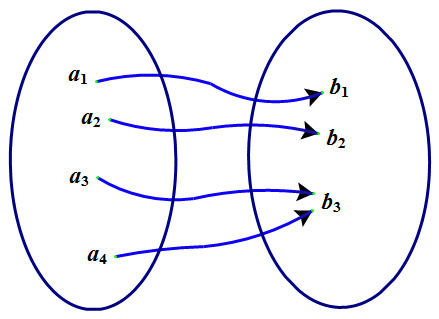 a₁
a₂
a₃
a₄
b₁
b₂
b₃